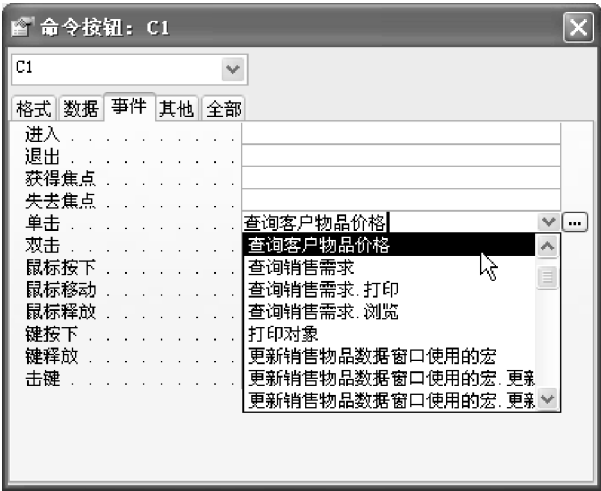 命令按钮：C1
C1
格式 数据 事件 其他 全部
进入
退出
获得焦点
失去焦点
单击 查询客户物品价格 ...
双击 查询客户物品价格
鼠标按下 查询销售需求
鼠标移动 查询销售需求.打印
鼠标释放 查询销售需求.浏览
键按下 打印对象
键释放 更新销售物品数据窗口使用的宏
击键 更新销售物品数据窗口使用的宏.更新
更新销售物品数据窗口使用的宏.更新